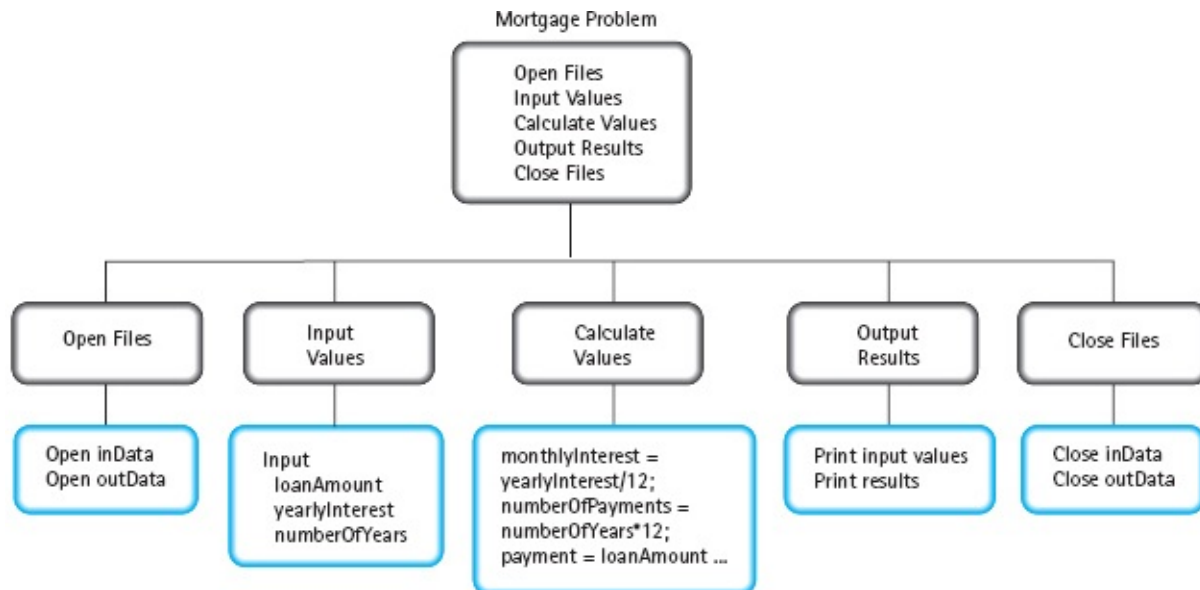 Mortgage Problem
Open Files
Input Values
Calculate Values
Output Results
Close Files
Open Files
Input
Values
Calculate
Values
Output
Results
Close Files
Open inData
Open outData
Input
loanAmount
yearlyInterest
numberOfYears
monthlyInterest =
yearlyInterest/12;
numberOfPayments =
numberOfYears*12;
payment = loanAmount ...
Print input values
Print results
Close inData
Close outData